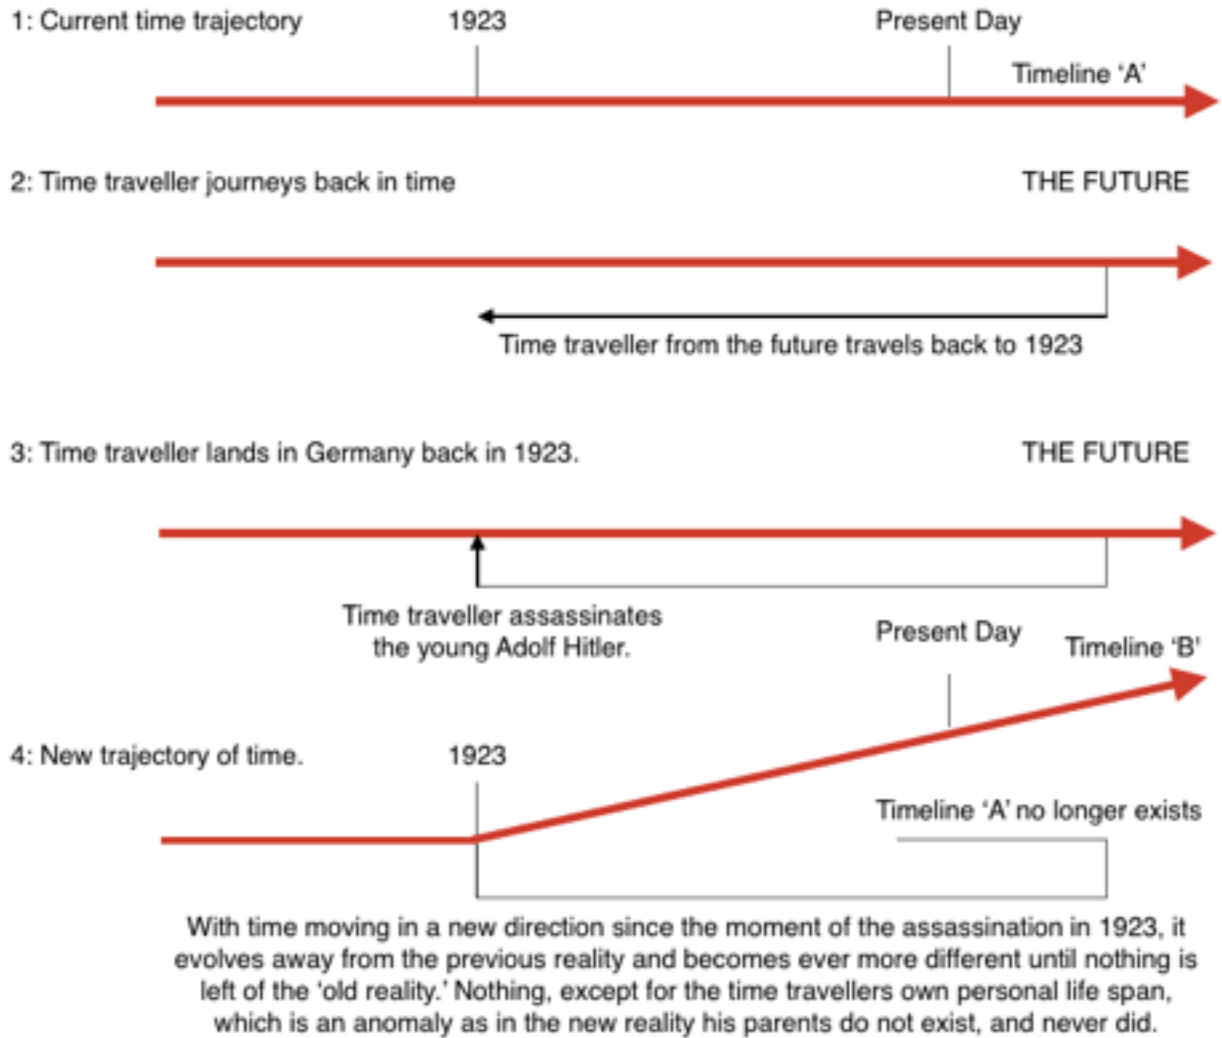 1: Current time trajectory
1923
Present Day
Timeline ‘A’
2: Time traveller journeys back in time
THE FUTURE
Time traveller from the future travels back to 1923
3: Time traveller lands in Germany back in 1923.
THE FUTURE
Time traveller assassinates
the young Adolf Hitler.
Present Day
Timeline ‘B’
4: New trajectory of time.
1923
Timeline ‘A’ no longer exists
With time moving in a new direction since the moment of the assassination in 1923, it
evolves away from the previous reality and becomes ever more different until nothing is
left of the ‘old reality.’ Nothing, except for the time travellers own personal life span,
which is an anomaly as in the new reality his parents do not exist, and never did.